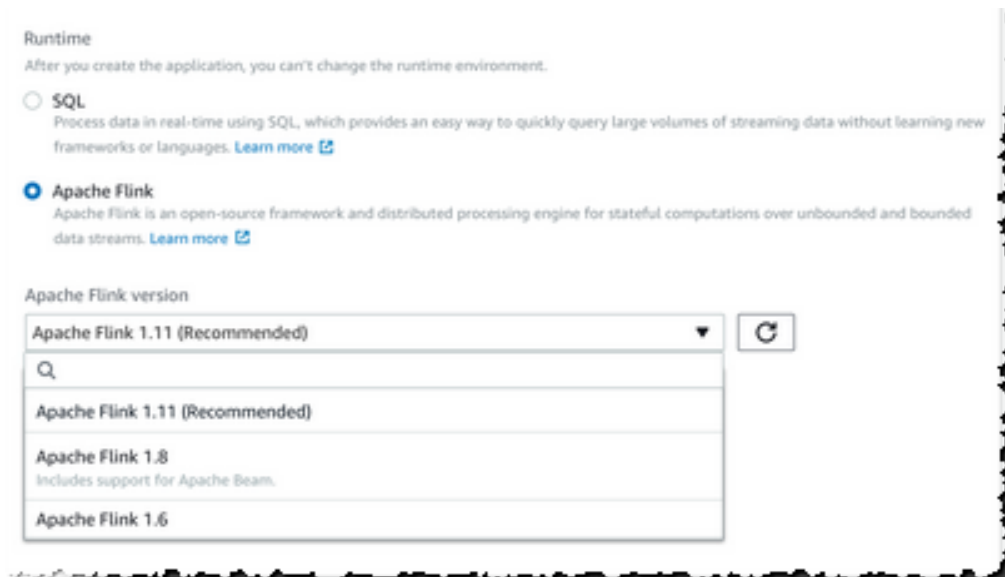 Runtime
After you create the application, you can't change the runtime environment.
SQL
Process data in real-time using SQL, which provides an easy way to quickly query large volumes of streaming data without learning new
frameworks or languages. Learn more
Apache Flink
Apache Flink is an open-source framework and distributed processing engine for stateful computations over unbounded and bounded
data streams. Learn more
Apache Flink version
Apache Flink 1.11 (Recommended)
Apache Flink 1.11 (Recommended)
Apache Flink 1.8
Includes support for Apache Beam.
Apache Flink 1.6